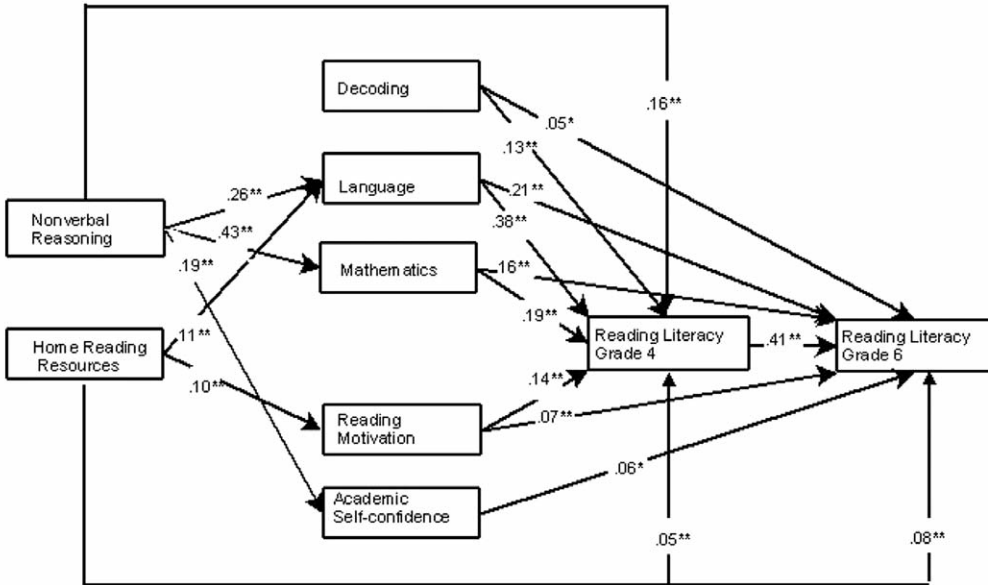 Decoding
.16**
.05*
.13**
Language
.26**
.21**
Nonverbal
Reasoning
.43**
.38**
.19**
Mathematics
.16**
.19**
Reading Literacy
Grade 4
.41**
Reading Literacy
Grade 6
Home Reading
Resources
.11**
.10**
.14**
.07**
Reading
Motivation
.06*
Academic
Self-confidence
.05**
.08**